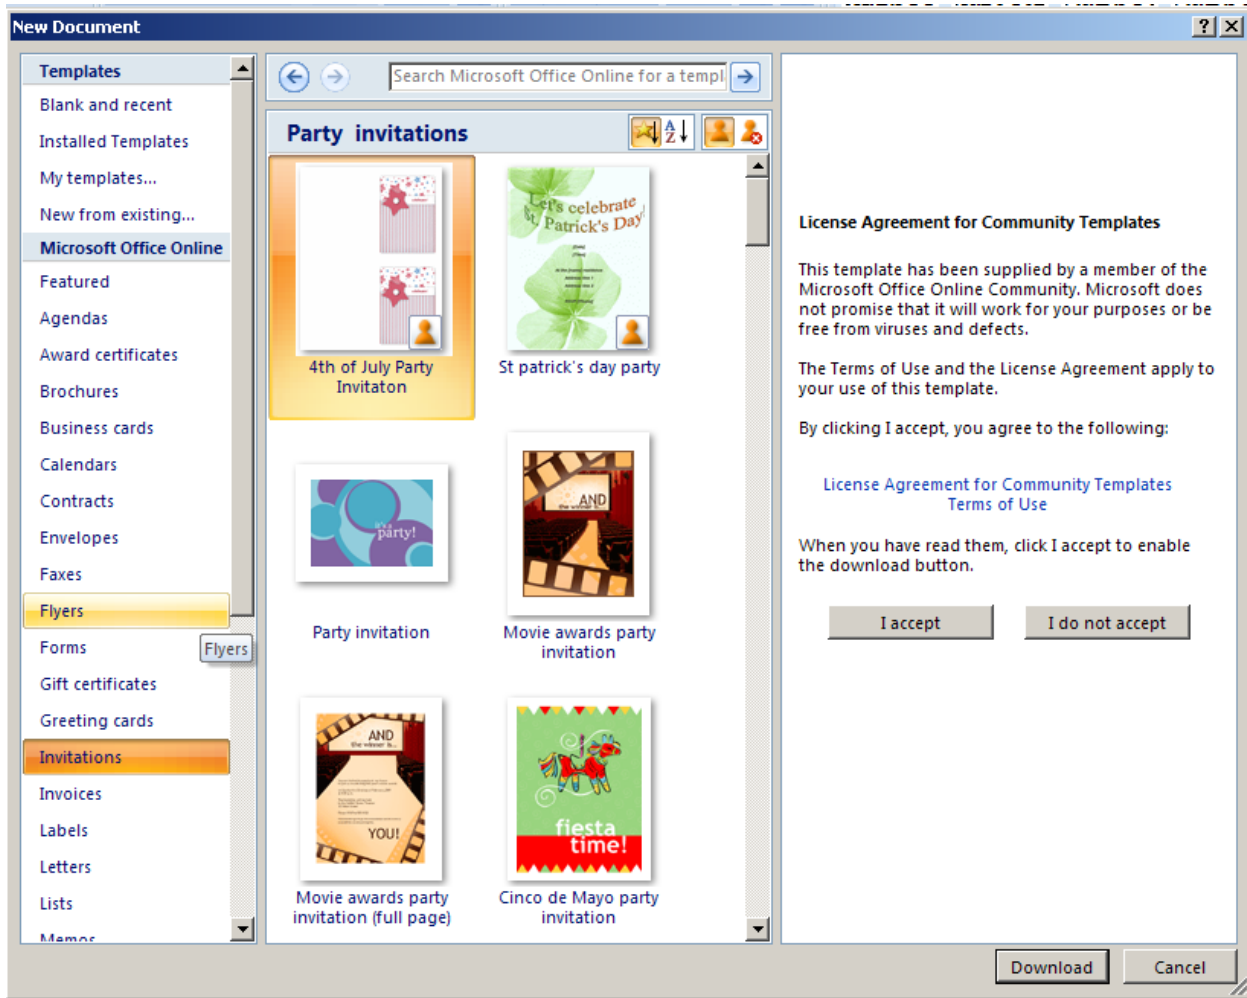 New Document
Templates
Blank and recent
Installed Templates
My templates...
New from existing...
Microsoft Office Online
Featured
Agendas
Award certificates
Brochures
Business cards
Calendars
Contracts
Envelopes
Faxes
Flyers
Forms
Flyers
Gift certificates
Greeting cards
Invitations
Invoices
Labels
Letters
Lists
Memos
Search Microsoft Office Online for a templ
Party invitations
A
Z
Let's celebrate
St. Patrick's Day!
4th of July Party
Invitaton
St patrick's day party
it's a
party!
AND
the winner is...
Party invitation
Movie awards party
invitation
AND
the winner is...
YOU!
fiesta
time!
Movie awards party
invitation (full page)
Cinco de Mayo party
invitation
License Agreement for Community Templates
This template has been supplied by a member of the
Microsoft Office Online Community. Microsoft does
not promise that it will work for your purposes or be
free from viruses and defects.
The Terms of Use and the License Agreement apply to
your use of this template.
By clicking I accept, you agree to the following:
License Agreement for Community Templates
Terms of Use
When you have read them, click I accept to enable
the download button.
I accept
I do not accept
Download
Cancel